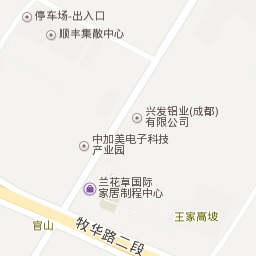 停车场-出入口
顺丰集散中心
兴发铝业(成都)
有限公司
中加美电子科技
产业园
兰花草国际
家居制程中心
王家高坡
官山
牧华路二段